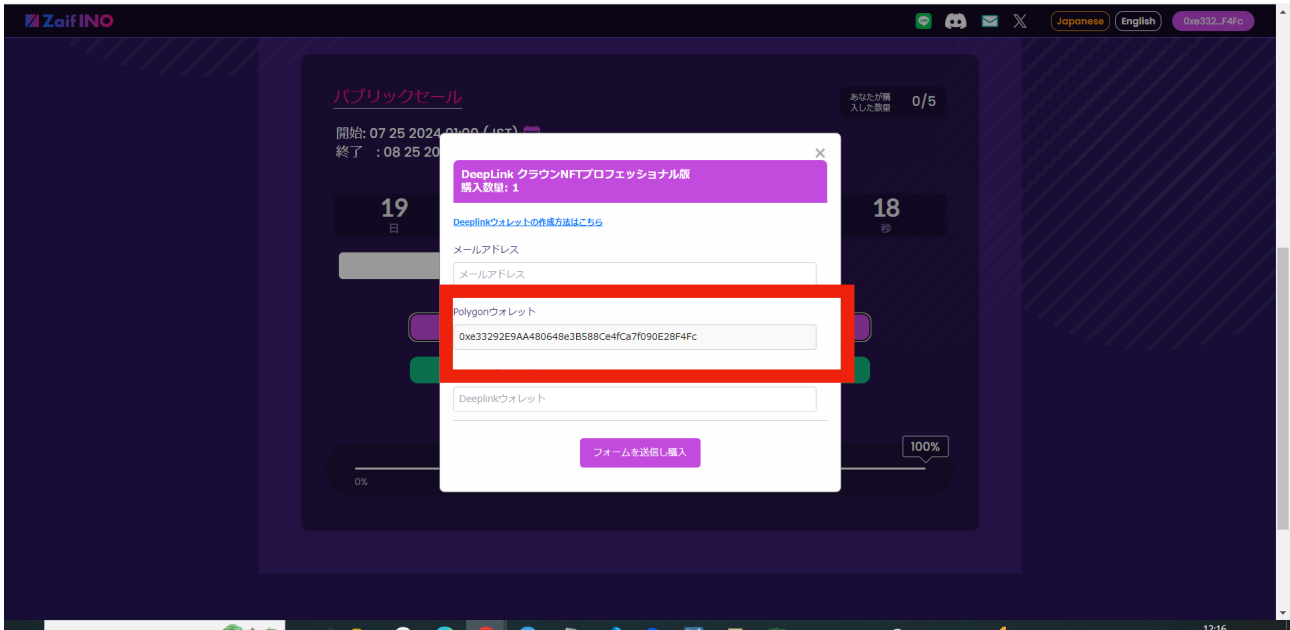 Zaif INO
Japanese
English
0xe332...F4Fc
パブリックセール
あなたが購
入した数量
0/5
開始: 07 25 2024 01:00 (JST)
終了 : 08 25 20
19
日
18
秒
DeepLink クラウンNFTプロフェッショナル版
購入数量: 1
Deeplinkウォレットの作成方法はこちら
メールアドレス
メールアドレス
Polygonウォレット
0xe33292E9AA480648e3B588Ce4fCa7f090E28F4Fc
Deeplinkウォレット
フォームを送信し購入
100%
0%
12:16